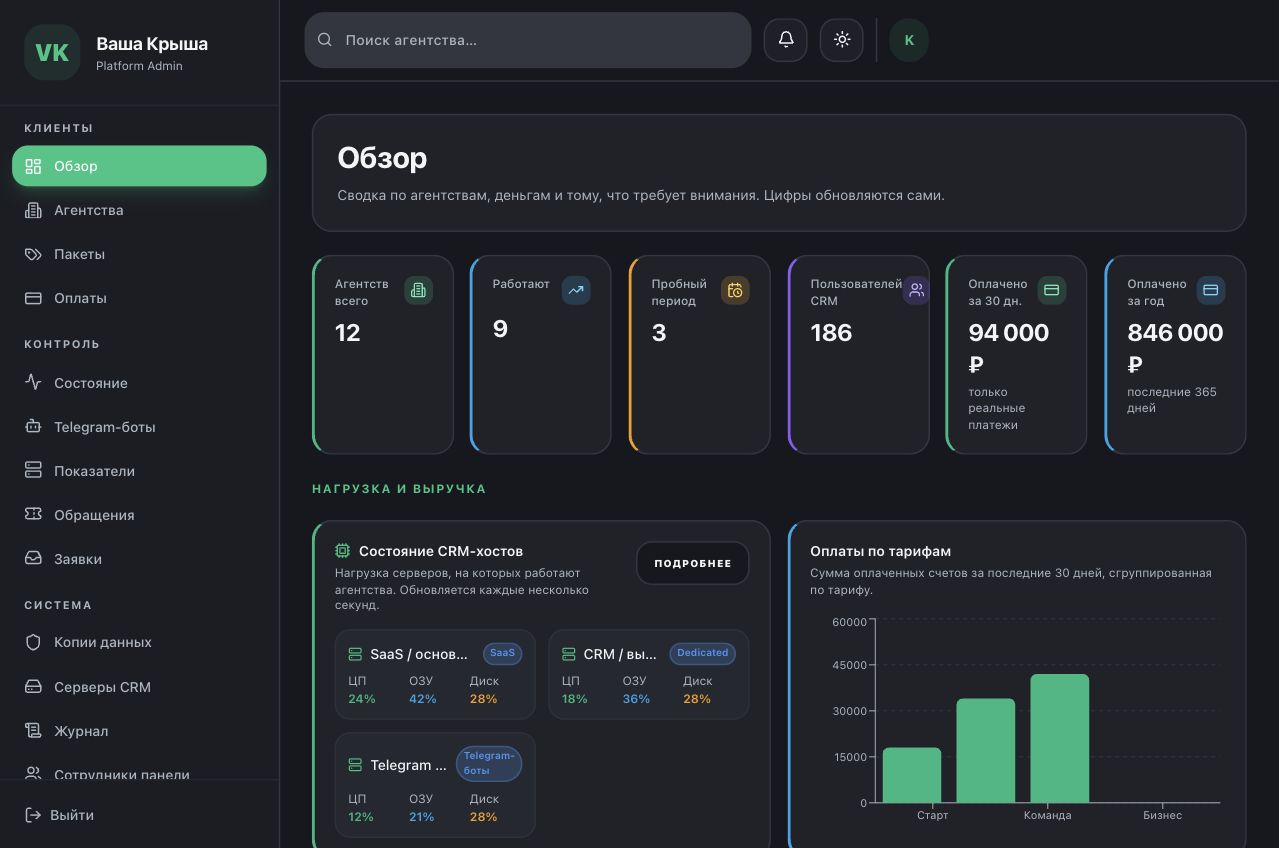 VK
Ваша Крыша
Platform Admin
Поиск агентства...
K
КЛИЕНТЫ
Обзор
Агентства
Пакеты
Оплаты
КОНТРОЛЬ
Состояние
Telegram-боты
Показатели
Обращения
Заявки
СИСТЕМА
Копии данных
Серверы CRM
Журнал
Сотрудники панели
Выйти
Обзор
Сводка по агентствам, деньгам и тому, что требует внимания. Цифры обновляются сами.
Агентств
всего
12
Работают
9
Пробный
период
3
Пользователей
CRM
186
Оплачено
за 30 дн.
94 000
₽
только
реальные
платежи
Оплачено
за год
846 000
₽
последние 365
дней
НАГРУЗКА И ВЫРУЧКА
Состояние CRM-хостов
Нагрузка серверов, на которых работают
агентства. Обновляется каждые несколько
секунд.
ПОДРОБНЕЕ
SaaS / основ...
SaaS
ЦП ОЗУ Диск
24% 42% 28%
CRM / вы...
Dedicated
ЦП ОЗУ Диск
18% 36% 28%
Telegram ...
Telegram-
боты
ЦП ОЗУ Диск
12% 21% 28%
Оплаты по тарифам
Сумма оплаченных счетов за последние 30 дней, сгруппированная
по тарифу.
60000
45000
30000
15000
0
Старт Команда Бизнес